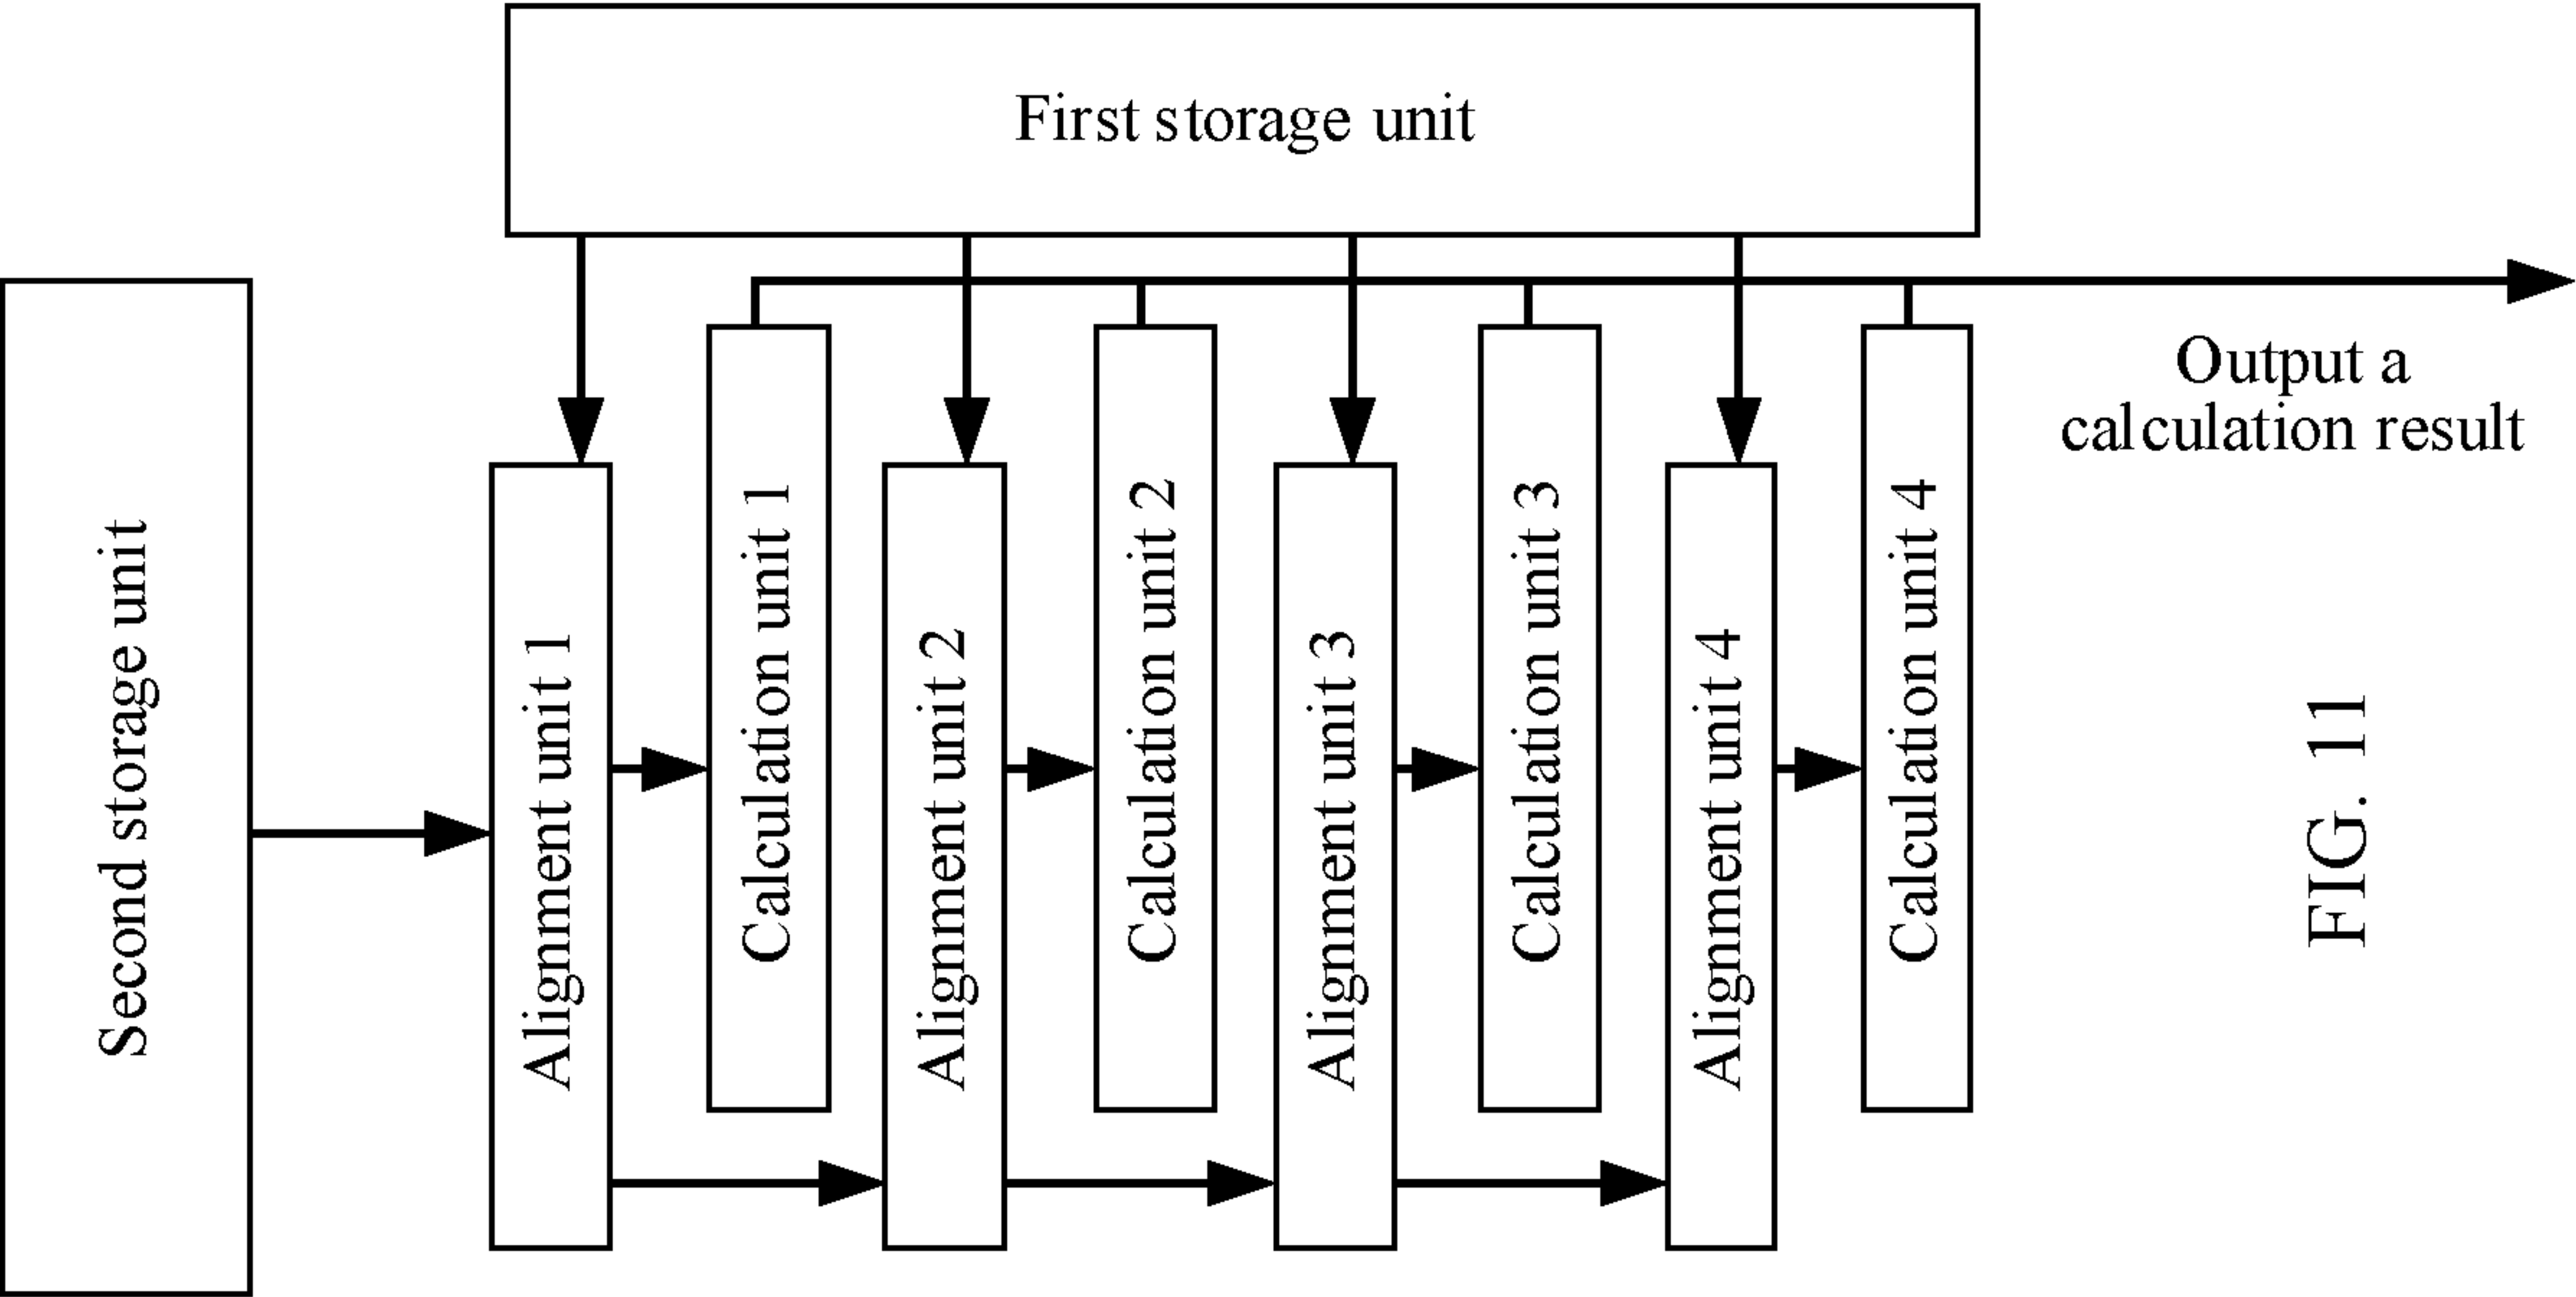 First storage unit
Output a
calculation result
Second storage unit
Alignment unit 1
Calculation unit 1
Alignment unit 2
Calculation unit 2
Alignment unit 3
Calculation unit 3
Alignment unit 4
Calculation unit 4
FIG. 11